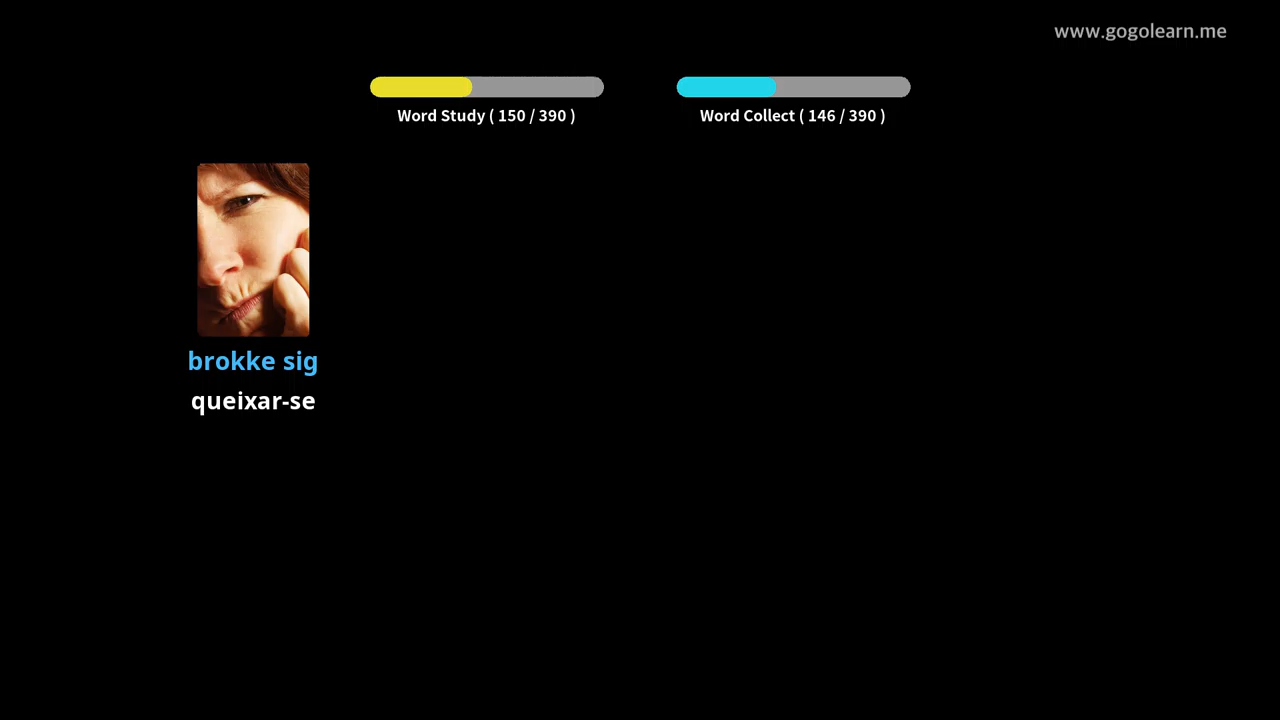 www.gogolearn.me
Word Study ( 150 / 390 )
Word Collect ( 146 / 390 )
brokke sig
queixar-se